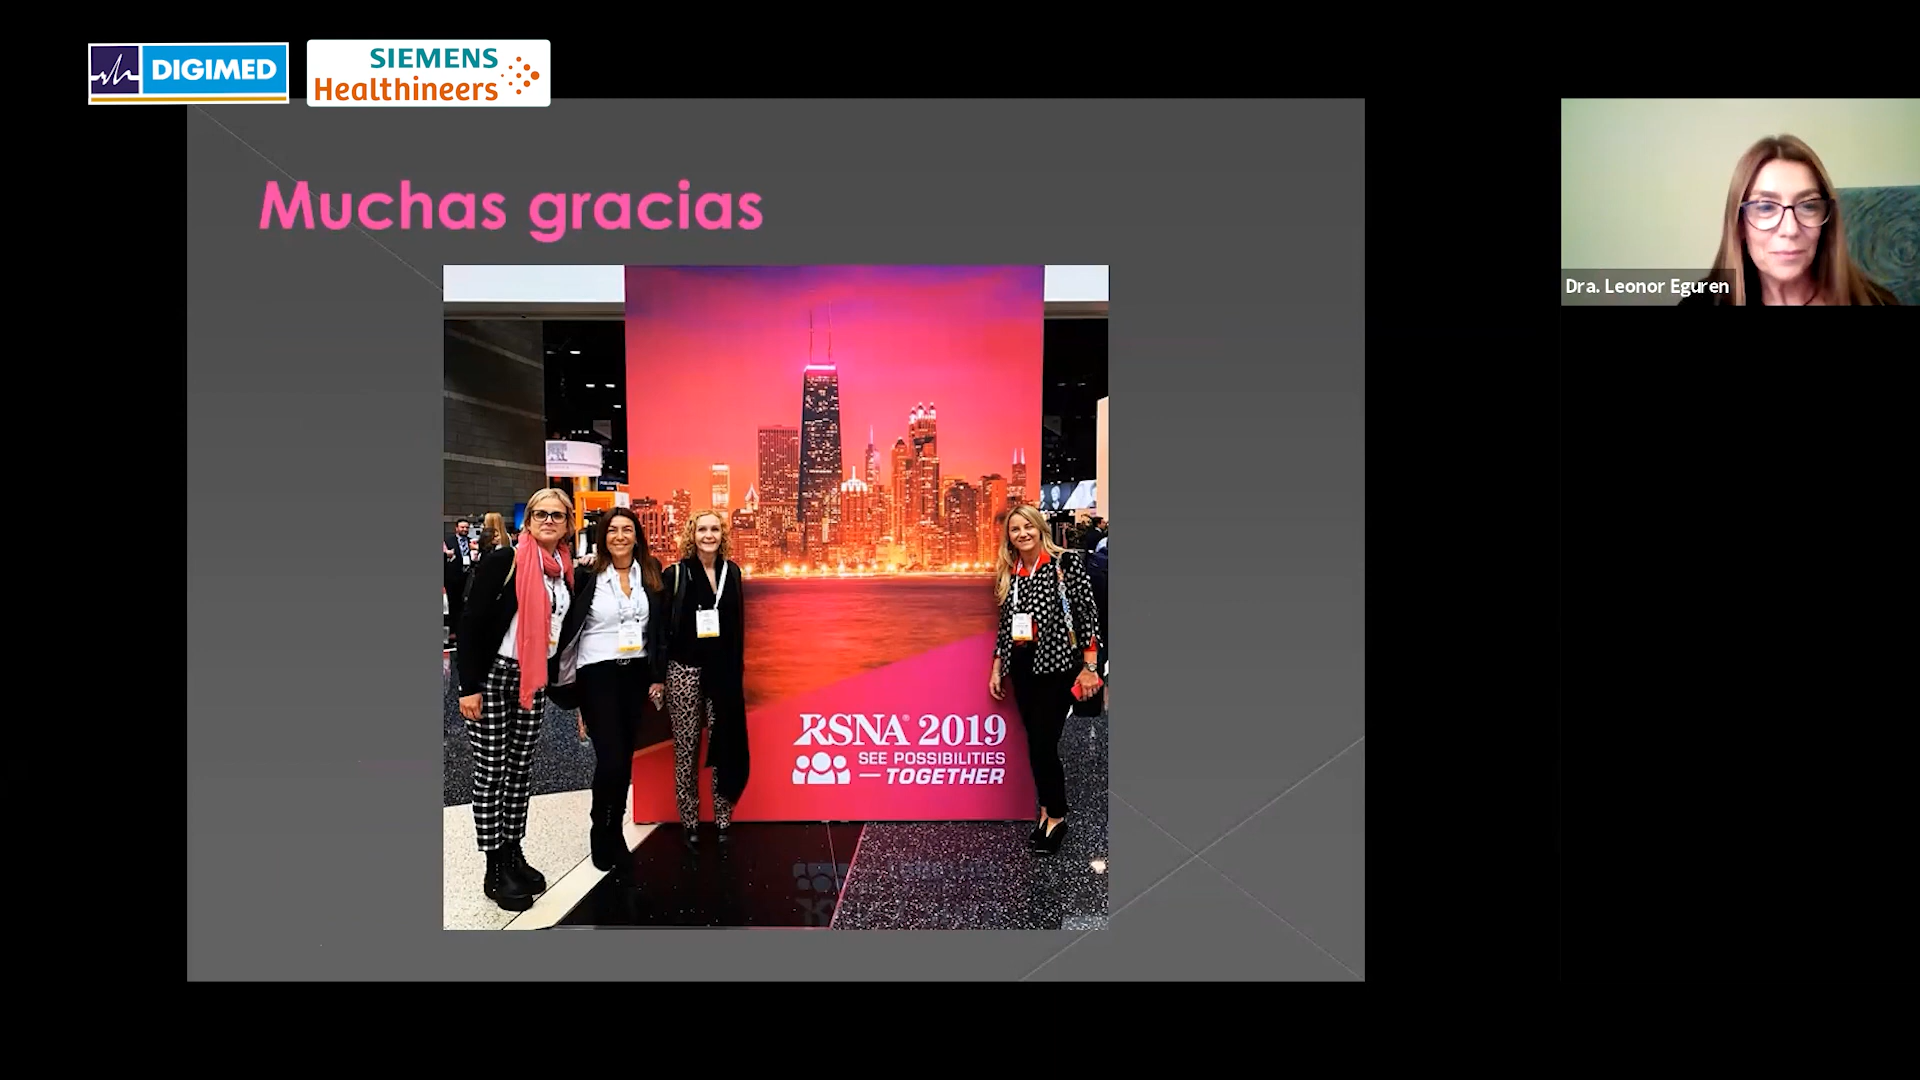 DIGIMED
SIEMENS
Healthineers
Muchas gracias
Dra. Leonor Eguren
RSNA® 2019
SEE POSSIBILITIES
— TOGETHER